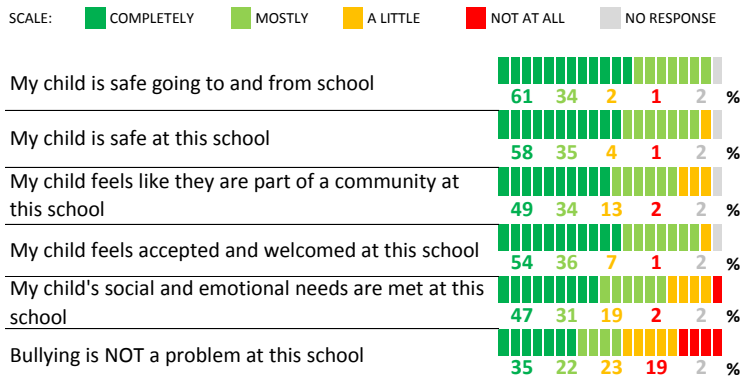 SCALE: COMPLETELY MOSTLY A LITTLE NOT AT ALL NO RESPONSE
My child is safe going to and from school
61 34 2 1 2 %
My child is safe at this school
58 35 4 1 2 %
My child feels like they are part of a community at
this school
49 34 13 2 2 %
My child feels accepted and welcomed at this school
54 36 7 1 2 %
My child's social and emotional needs are met at this
school
47 31 19 2 2 %
Bullying is NOT a problem at this school
35 22 23 19 2 %